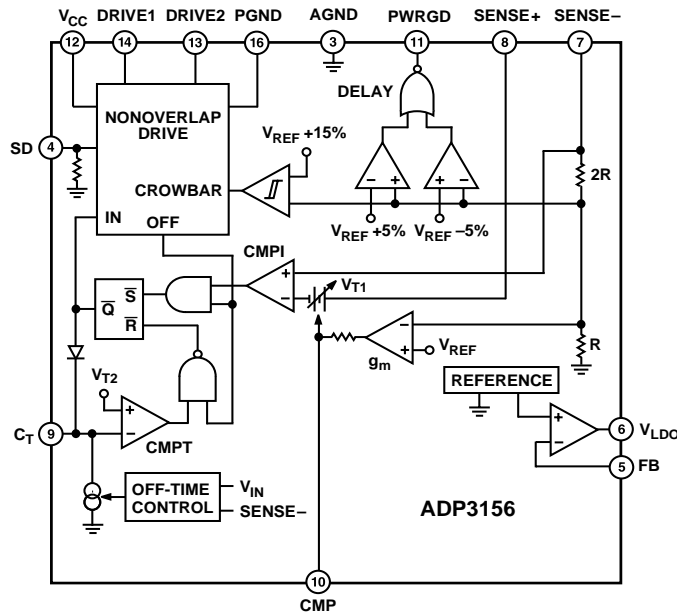 VCC DRIVE1 DRIVE2 PGND AGND PWRGD SENSE+ SENSE–
12 14 13 16 3 11 8 7
DELAY
NONOVERLAP
DRIVE
VREF +15%
SD 4
2R
CROWBAR
IN
OFF
VREF +5% VREF –5%
CMPI
VT1
Q S
R
gm
VREF
R
VT2
REFERENCE
CT 9
CMPT
6 VLDO
5 FB
OFF-TIME
CONTROL
VIN
SENSE–
ADP3156
10
CMP